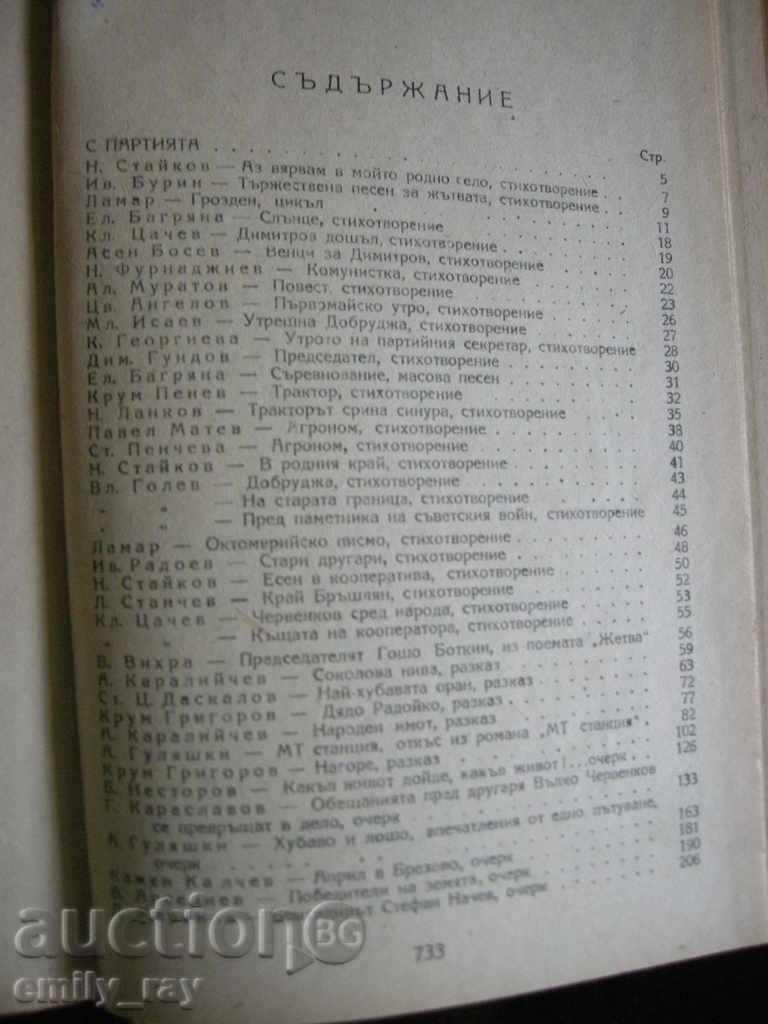 СЪДЪРЖАНИЕ
С ПАРТИЯТА
Стр.
Н. Стайков — Аз вярвам в мойто родно село, стихотворение . . 5
Ив. Бурин — Тържествена песен за жътвата, стихотворение . . 7
Ламар — Грозден, цикъл 9
Ел. Багряна — Слънце, стихотворение 11
Кл. Цачев — Димитров дошъл, стихотворение . 18
Асен Босев — Венци за Димитров, стихотворение 19
Н. Фурнаджиев — Комунистка, стихотворение 20
Ал. Муратов — Повест, стихотворение 22
Цв. Ангелов — Първомайско утро, стихотворение 23
Мл. Исаев — Утрешна Добруджа, стихотворение 26
К. Георгиева — Утрото на партийния секретар, стихотворение 27
Дим. Гундов — Председател, стихотворение 28
Ел. Багряна — Съревнование, масова песен 30
Крум Пенев — Трактор, стихотворение 31
Н. Ланков — Тракторът срина синура, стихотворение 32
Павел Матев — Агроном, стихотворение 35
Ст. Пенчева — Агроном, стихотворение 38
Н. Стайков — В родния край, стихотворение 40
Вл. Голев — Добруджа, стихотворение 41
„ „ — На старата граница, стихотворение 43
„ „ — Пред паметника на съветския войн, стихотворение 44
45
Ламар — Октомврийско писмо, стихотворение 46
Ив. Радоев — Стари другари, стихотворение 48
Н. Стайков — Есен в кооператива, стихотворение 50
Л. Станчев — Край Бръшлян, стихотворение 52
Кл. Цачев — Червенков сред народа, стихотворение 53
„ — Къщата на кооператора, стихотворение 55
В. Вихра — Председателят Гошо Боткин, из поемата „Жетва“ 56
А. Каралийчев — Соколова нива, разказ 59
Ст. Ц. Даскалов — Най-хубавата оран, разказ 63
Крум Григоров — Дядо Радойко, разказ 72
А. Каралийчев — Народен имот, разказ 77
А. Гуляшки — МТ станция, откъс из романа „МТ станция“ . 82
Крум Григоров — Нагоре, разказ 102
Б. Несторов — Какъв живот дойде, какъв живот!... очерк . 126
Г. Караславов — Обещанията пред другаря Вълко Червенков
се превръщат в дело, очерк 133
А. Гуляшки — Хубаво и лошо, впечатления от едно пътуване,
очерк 163
Камен Калчев — Април в Брезово, очерк 181
А. Арсениев — Победители на земята, очерк 190
Стефан Начев, очерк 206
733
auction BG
emily_ray